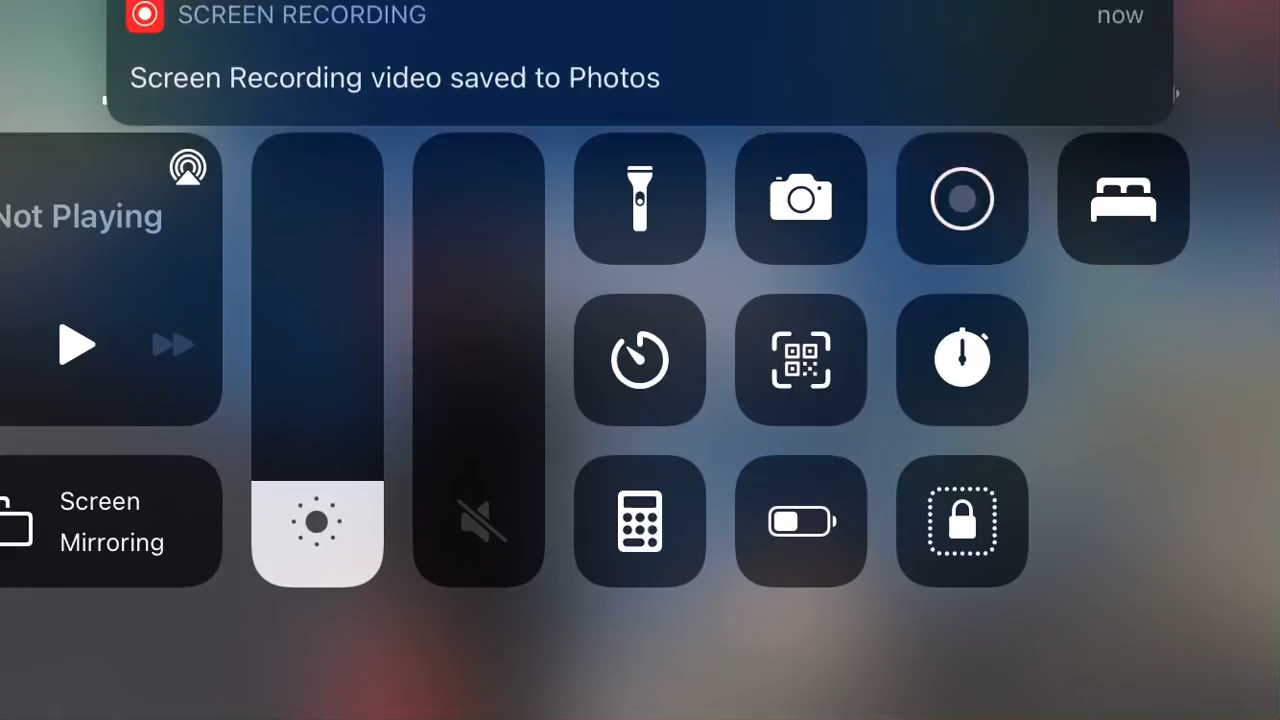 SCREEN RECORDING
now
Screen Recording video saved to Photos
Not Playing
Screen
Mirroring